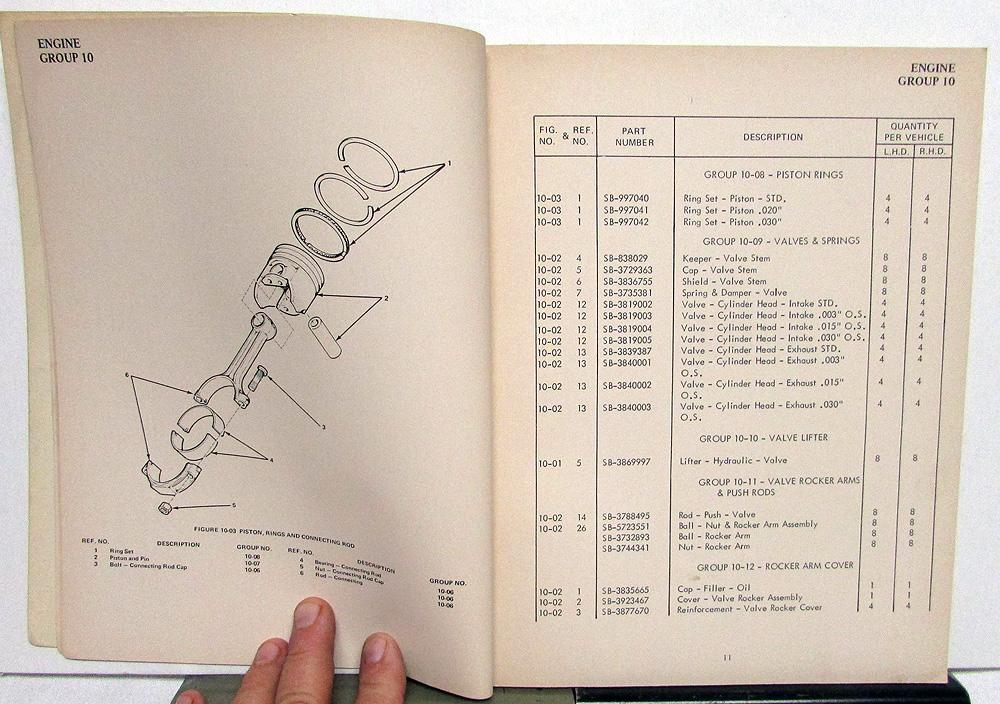 ENGINE
GROUP 10
1
2
6
3
4
5
FIGURE 10-03 PISTON, RINGS AND CONNECTING ROD
REF. NO. DESCRIPTION GROUP NO.
1 Ring Set 10-08
2 Piston and Pin 10-07
3 Bolt – Connecting Rod Cap 10-06
REF. NO. DESCRIPTION GROUP NO.
4 Bearing – Connecting Rod 10-06
5 Nut – Connecting Rod Cap 10-06
6 Rod – Connecting 10-06
ENGINE
GROUP 10
FIG. NO. & REF. NO. PART NUMBER DESCRIPTION QUANTITY PER VEHICLE
L.H.D. R.H.D.
GROUP 10-08 – PISTON RINGS
10-03 1 SB-997040 Ring Set – Piston – STD. 4 4
10-03 1 SB-997041 Ring Set – Piston .020" 4 4
10-03 1 SB-997042 Ring Set – Piston .030" 4 4
GROUP 10-09 – VALVES & SPRINGS
10-02 4 SB-838029 Keeper – Valve Stem 8 8
10-02 5 SB-3729363 Cap – Valve Stem 8 8
10-02 6 SB-3836755 Shield – Valve Stem 8 8
10-02 7 SB-3735381 Spring & Damper – Valve 8 8
10-02 12 SB-3819002 Valve – Cylinder Head – Intake STD. 4 4
10-02 12 SB-3819003 Valve – Cylinder Head – Intake .003" O.S. 4 4
10-02 12 SB-3819004 Valve – Cylinder Head – Intake .015" O.S. 4 4
10-02 12 SB-3819005 Valve – Cylinder Head – Intake .030" O.S. 4 4
10-02 13 SB-3839387 Valve – Cylinder Head – Exhaust STD. 4 4
10-02 13 SB-3840001 Valve – Cylinder Head – Exhaust .003" 4 4
O.S.
10-02 13 SB-3840002 Valve – Cylinder Head – Exhaust .015" 4 4
O.S.
10-02 13 SB-3840003 Valve – Cylinder Head – Exhaust .030" 4 4
O.S.
GROUP 10-10 – VALVE LIFTER
10-01 5 SB-3869997 Lifter – Hydraulic – Valve 8 8
GROUP 10-11 – VALVE ROCKER ARMS
& PUSH RODS
10-02 14 SB-3788495 Rod – Push – Valve 8 8
10-02 26 SB-5723551 Ball – Nut & Rocker Arm Assembly 8 8
SB-3732893 Ball – Rocker Arm 8 8
SB-3744341 Nut – Rocker Arm 8 8
GROUP 10-12 – ROCKER ARM COVER
10-02 1 SB-3835665 Cap – Filler – Oil 1 1
10-02 2 SB-3923467 Cover – Valve Rocker Assembly 1 1
10-02 3 SB-3877670 Reinforcement – Valve Rocker Cover 4 4
11